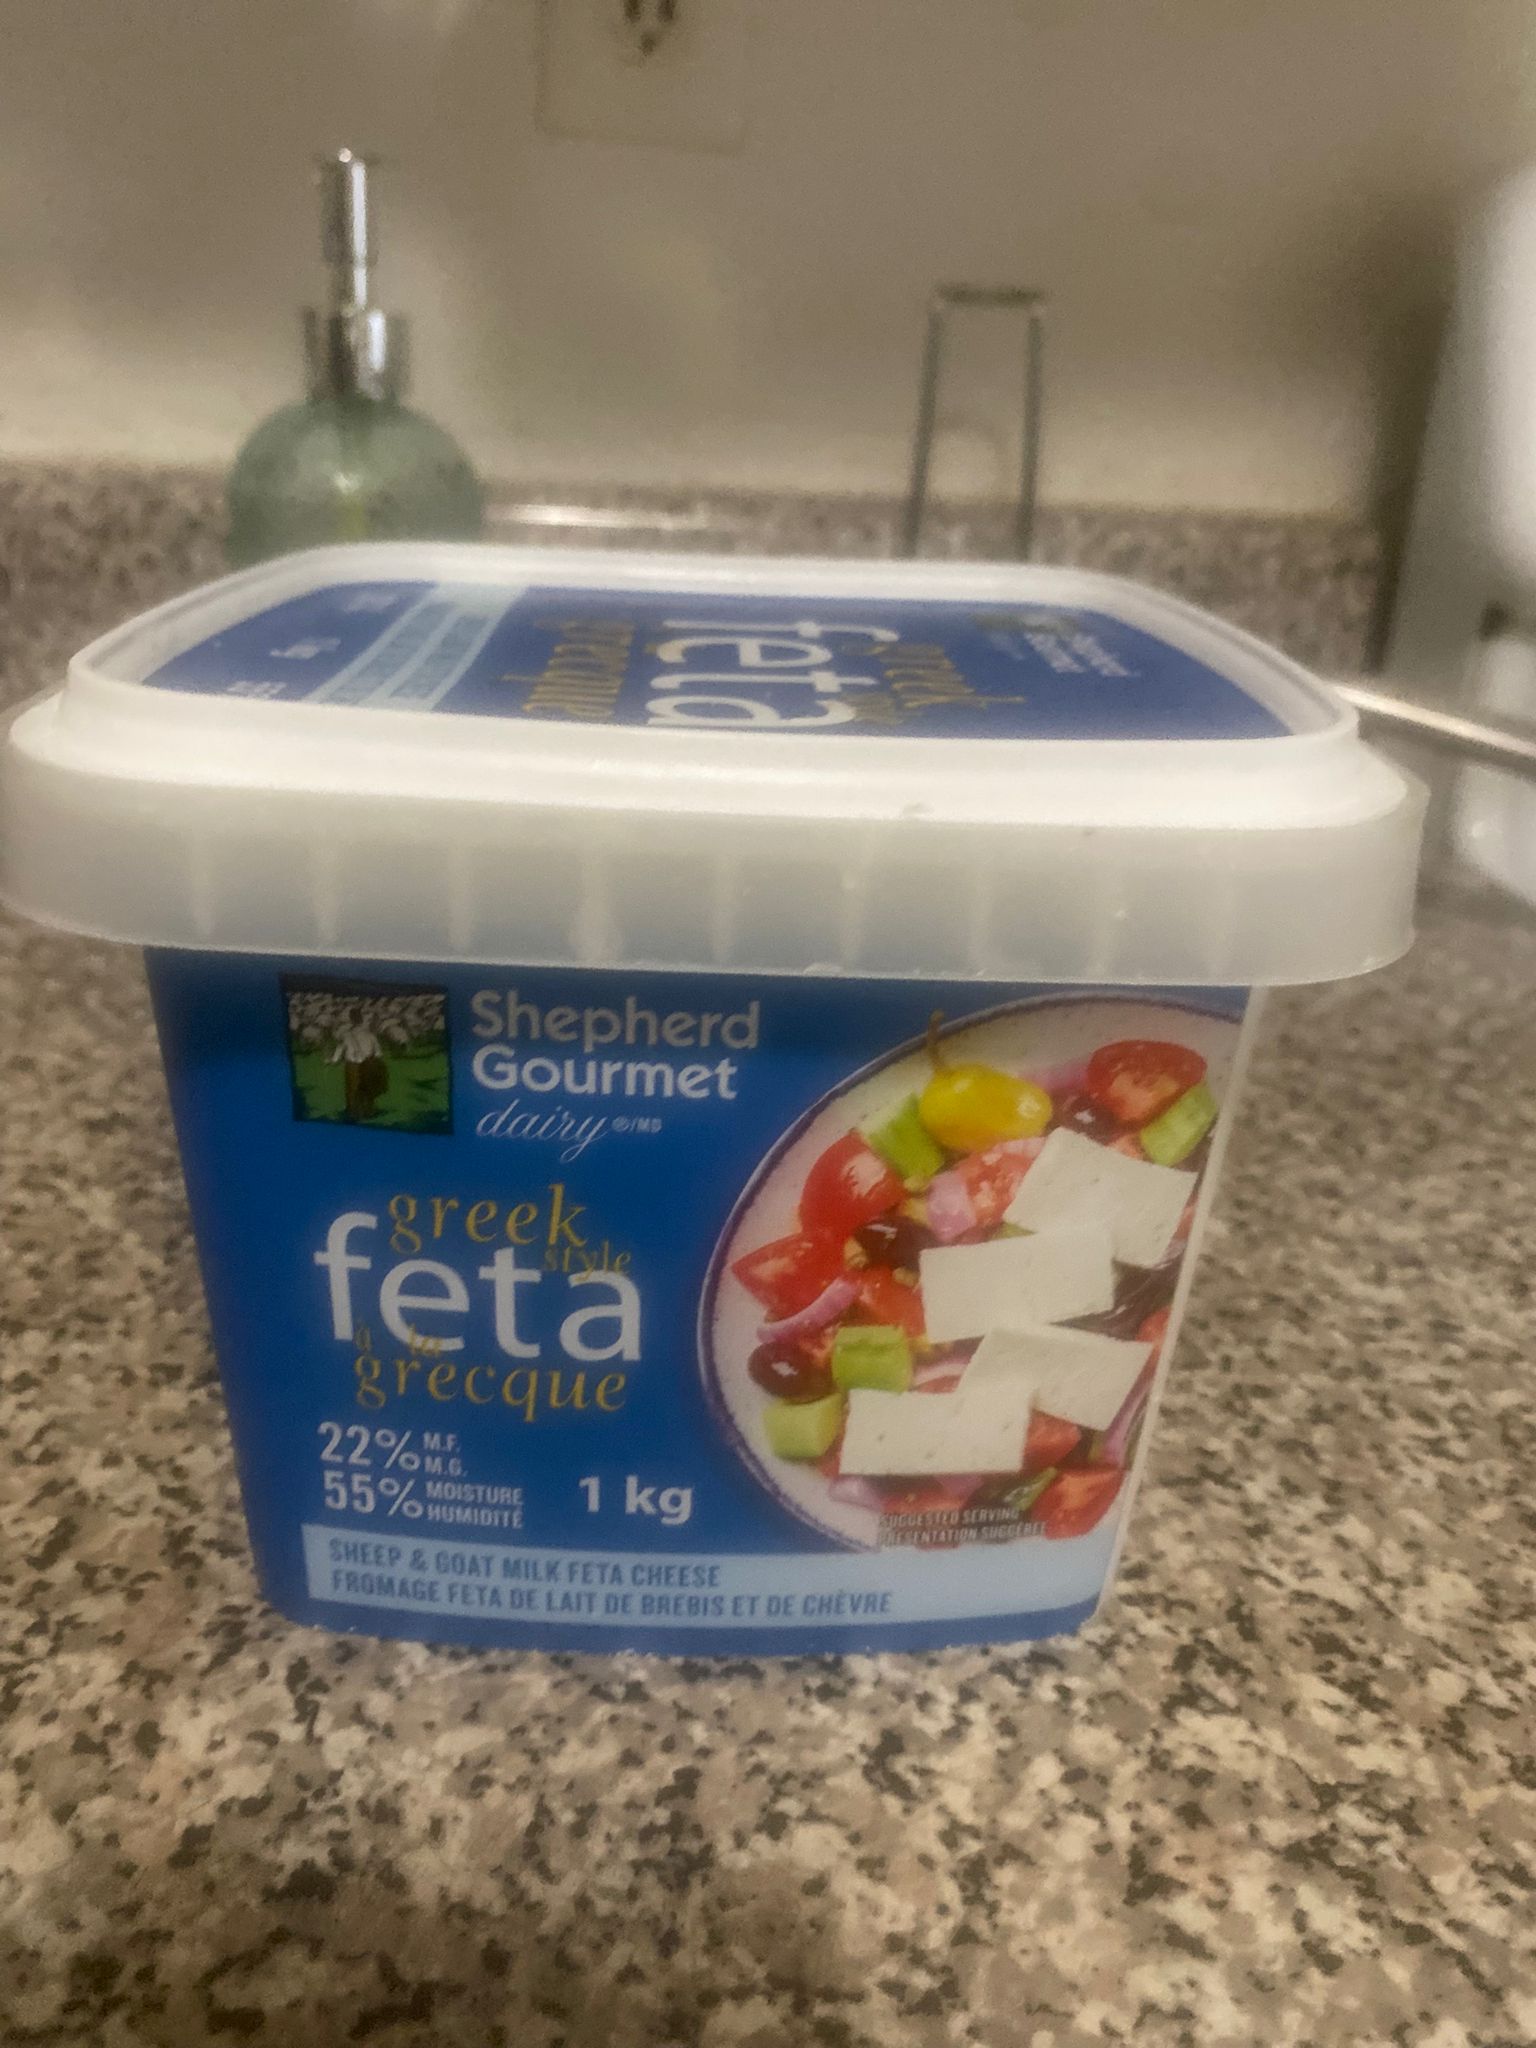 feta
greek
grecque
Shepherd
Gourmet
dairy ®/MD
greek
style
feta
à la
grecque
22% M.F.
M.G.
55% MOISTURE
HUMIDITÉ
1 kg
SUGGESTED SERVING
PRÉSENTATION SUGGÉRÉE
SHEEP & GOAT MILK FETA CHEESE
FROMAGE FETA DE LAIT DE BREBIS ET DE CHÈVRE